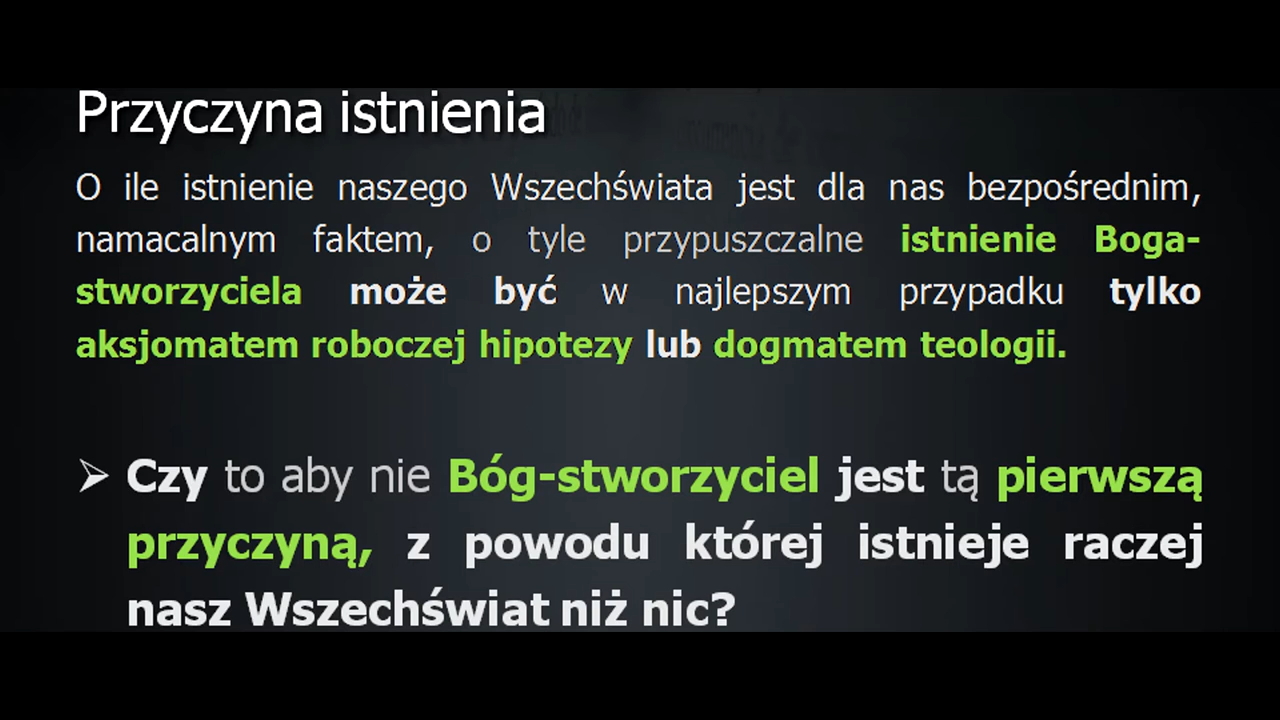 Przyczyna istnienia
O ile istnienie naszego Wszechświata jest dla nas bezpośrednim,
namacalnym faktem, o tyle przypuszczalne istnienie Boga-
stworzyciela może być w najlepszym przypadku tylko
aksjomatem roboczej hipotezy lub dogmatem teologii.
➢ Czy to aby nie Bóg-stworzyciel jest tą pierwszą
przyczyną, z powodu której istnieje raczej
nasz Wszechświat niż nic?